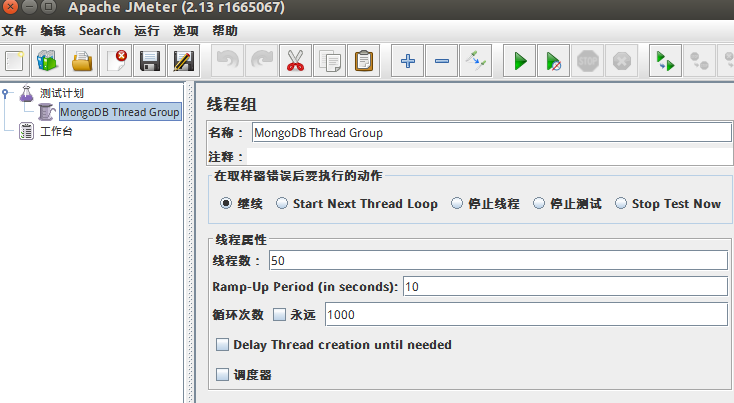 Apache JMeter (2.13 r1665067)
文件 编辑 Search 运行 选项 帮助
STOP
测试计划
MongoDB Thread Group
工作台
线程组
名称： MongoDB Thread Group
注释：
在取样器错误后要执行的动作
继续 Start Next Thread Loop 停止线程 停止测试 Stop Test Now
线程属性
线程数： 50
Ramp-Up Period (in seconds): 10
循环次数 永远 1000
Delay Thread creation until needed
调度器